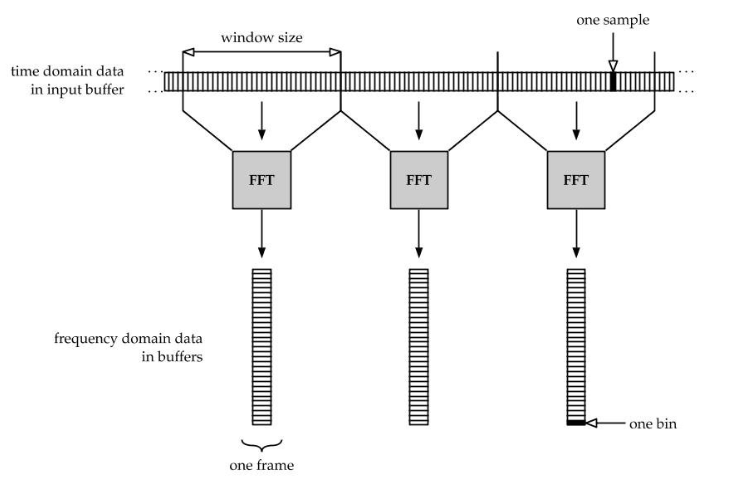 one sample
window size
time domain data
in input buffer
FFT
FFT
FFT
frequency domain data
in buffers
one bin
one frame